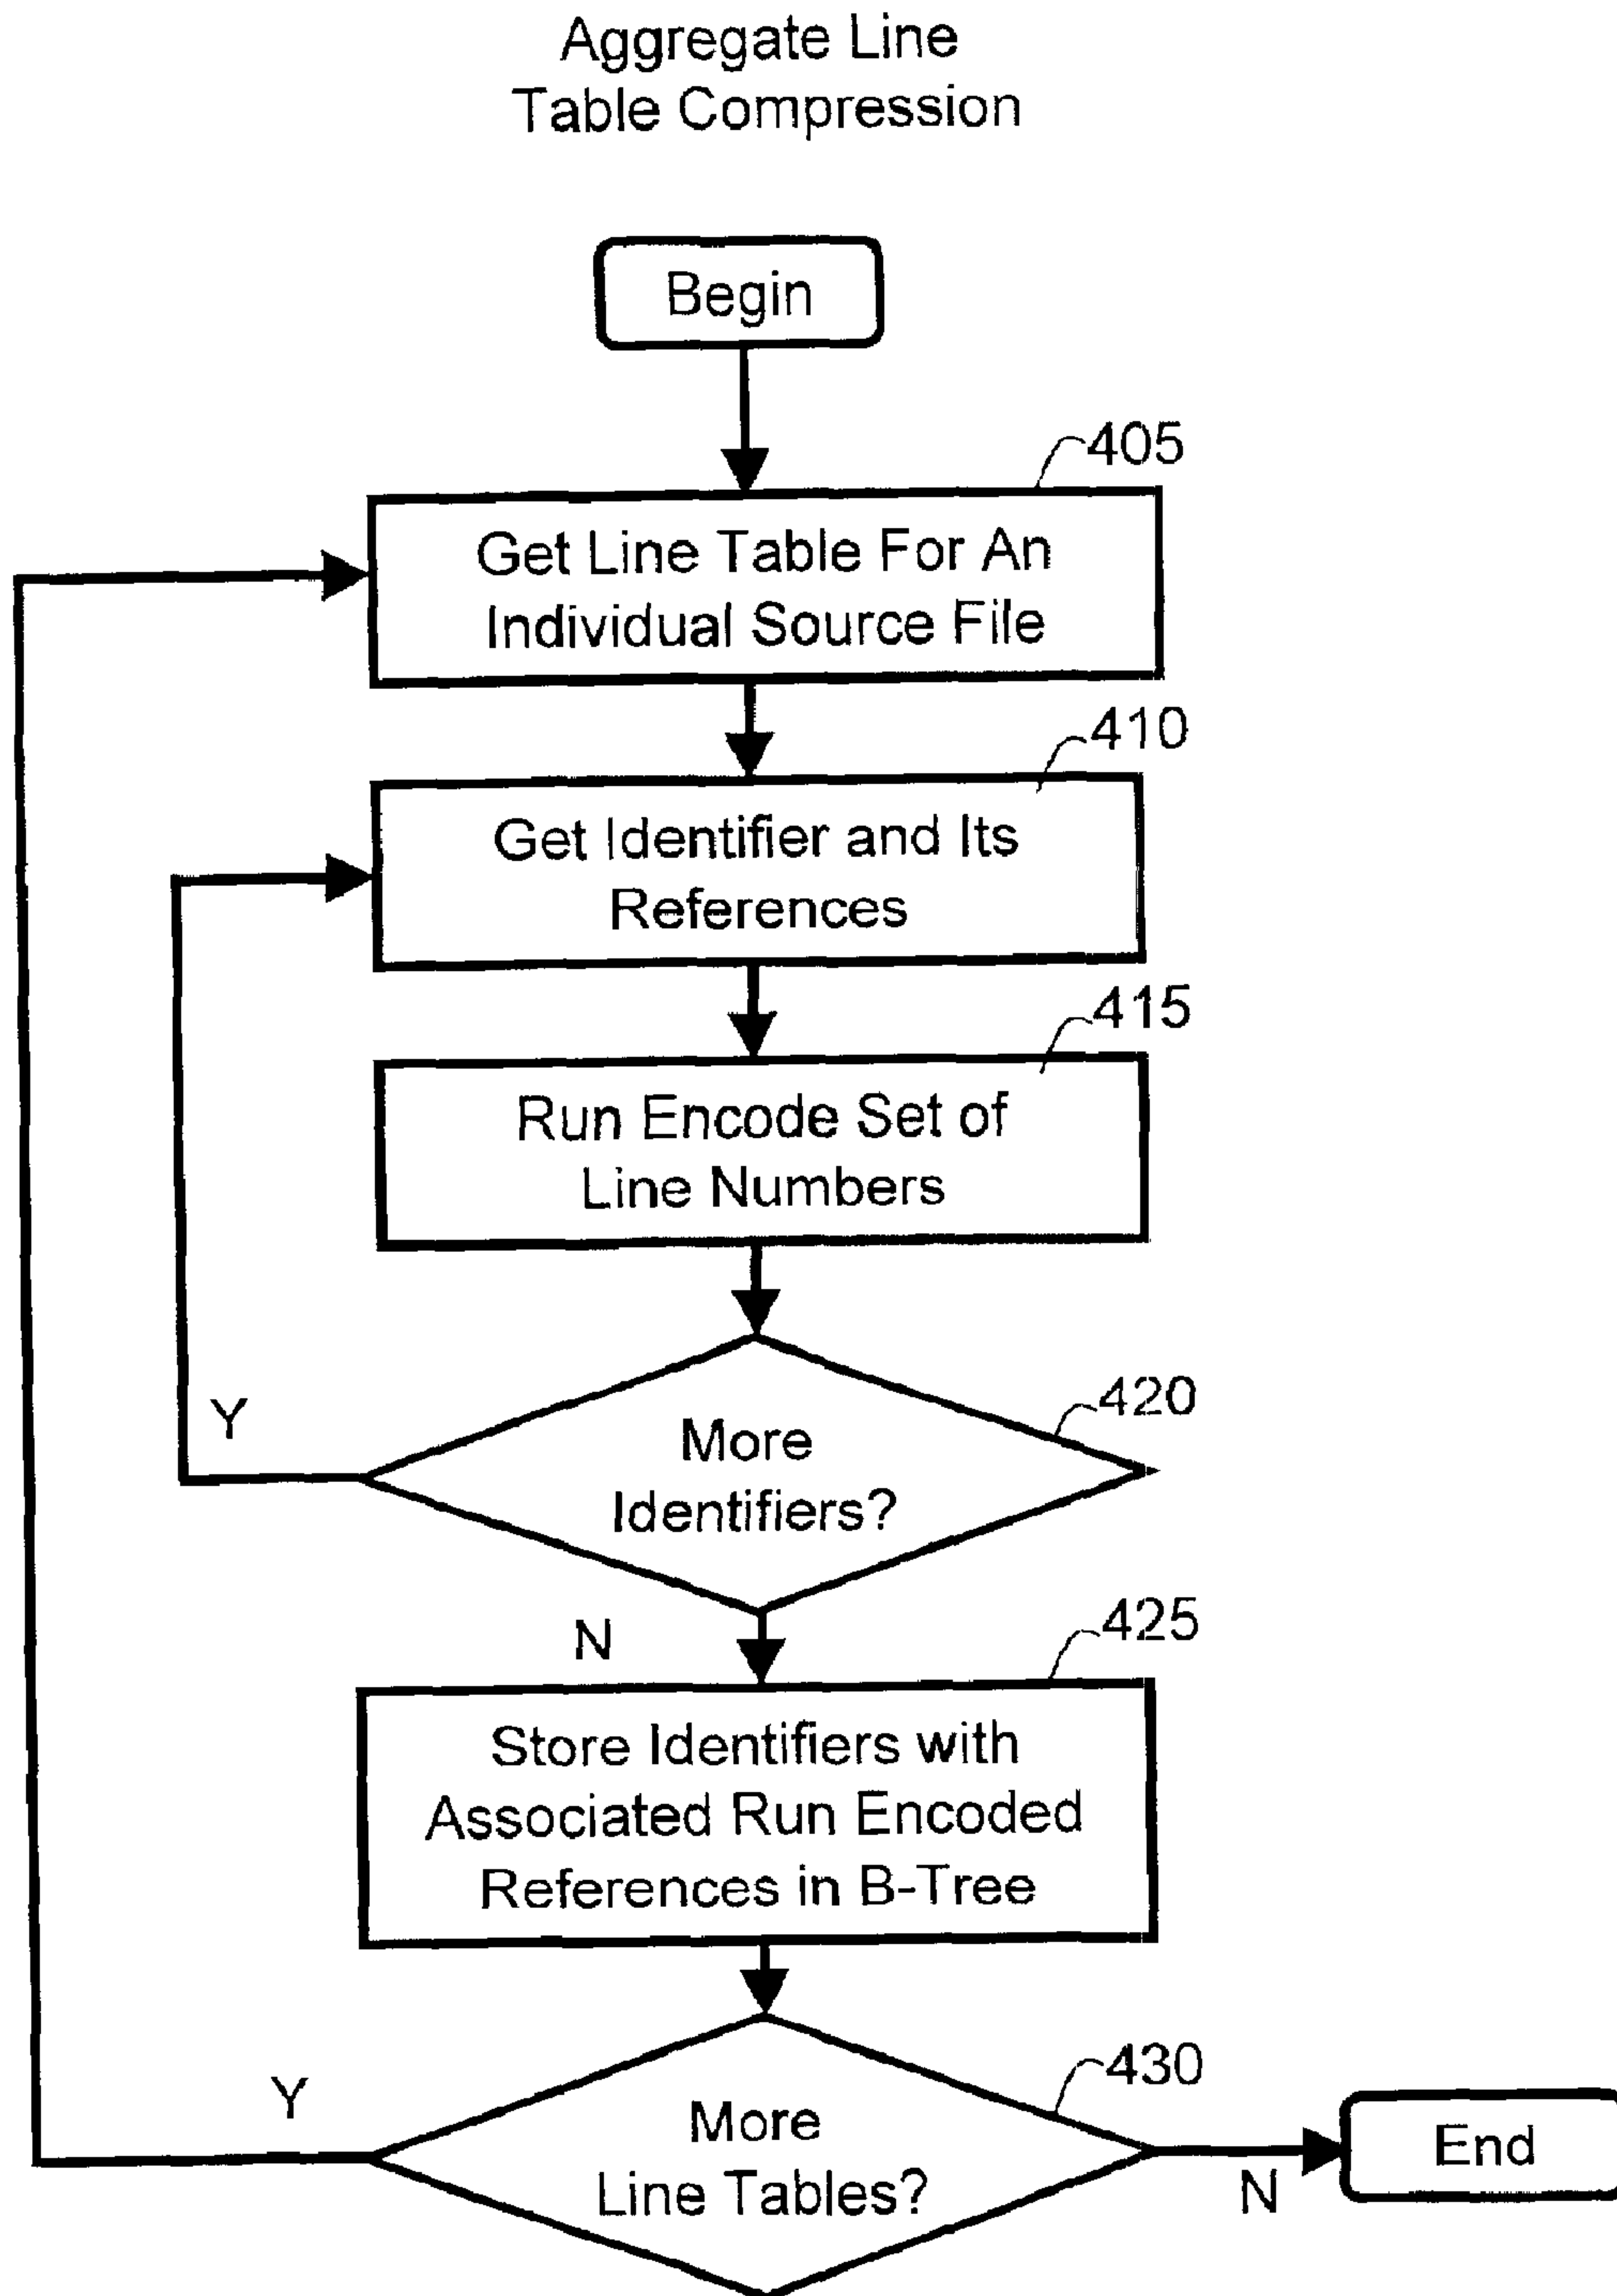 Aggregate Line
Table Compression
Begin
405
Get Line Table For An
Individual Source File
410
Get Identifier and Its
References
415
Run Encode Set of
Line Numbers
420
Y
More
Identifiers?
N
425
Store Identifiers with
Associated Run Encoded
References in B-Tree
430
Y
More
Line Tables?
N
End